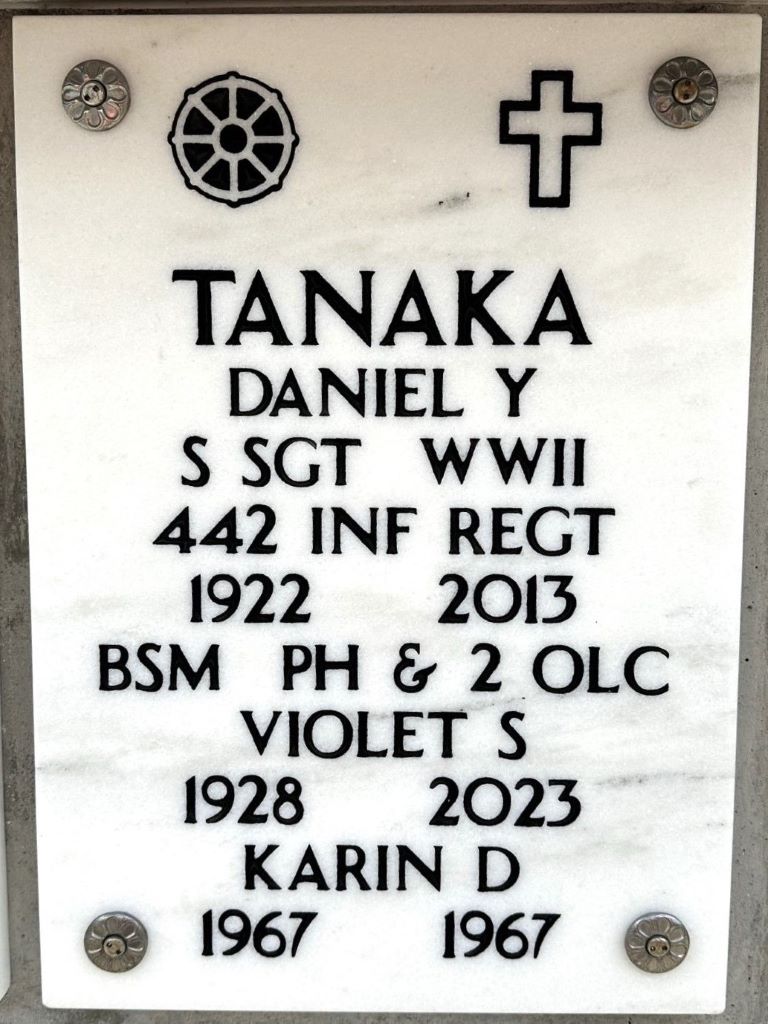 TANAKA
DANIEL Y
S SGT WWII
442 INF REGT
1922 2013
BSM PH & 2 OLC
VIOLET S
1928 2023
KARIN D
1967 1967